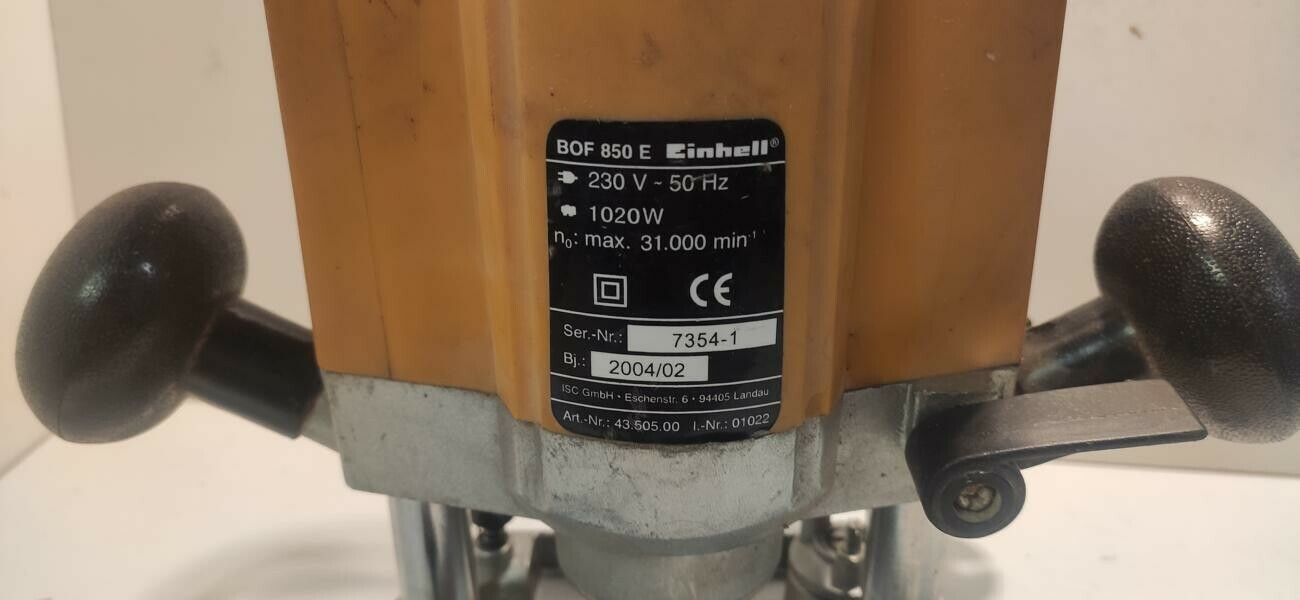 BOF 850 E Einhell®
230 V ~ 50 Hz
1020W
n₀: max. 31.000 min⁻¹
CE
Ser.-Nr.: 7354-1
Bj.: 2004/02
ISC GmbH • Eschenstr. 6 • 94405 Landau
Art.-Nr.: 43.505.00 I.-Nr.: 01022